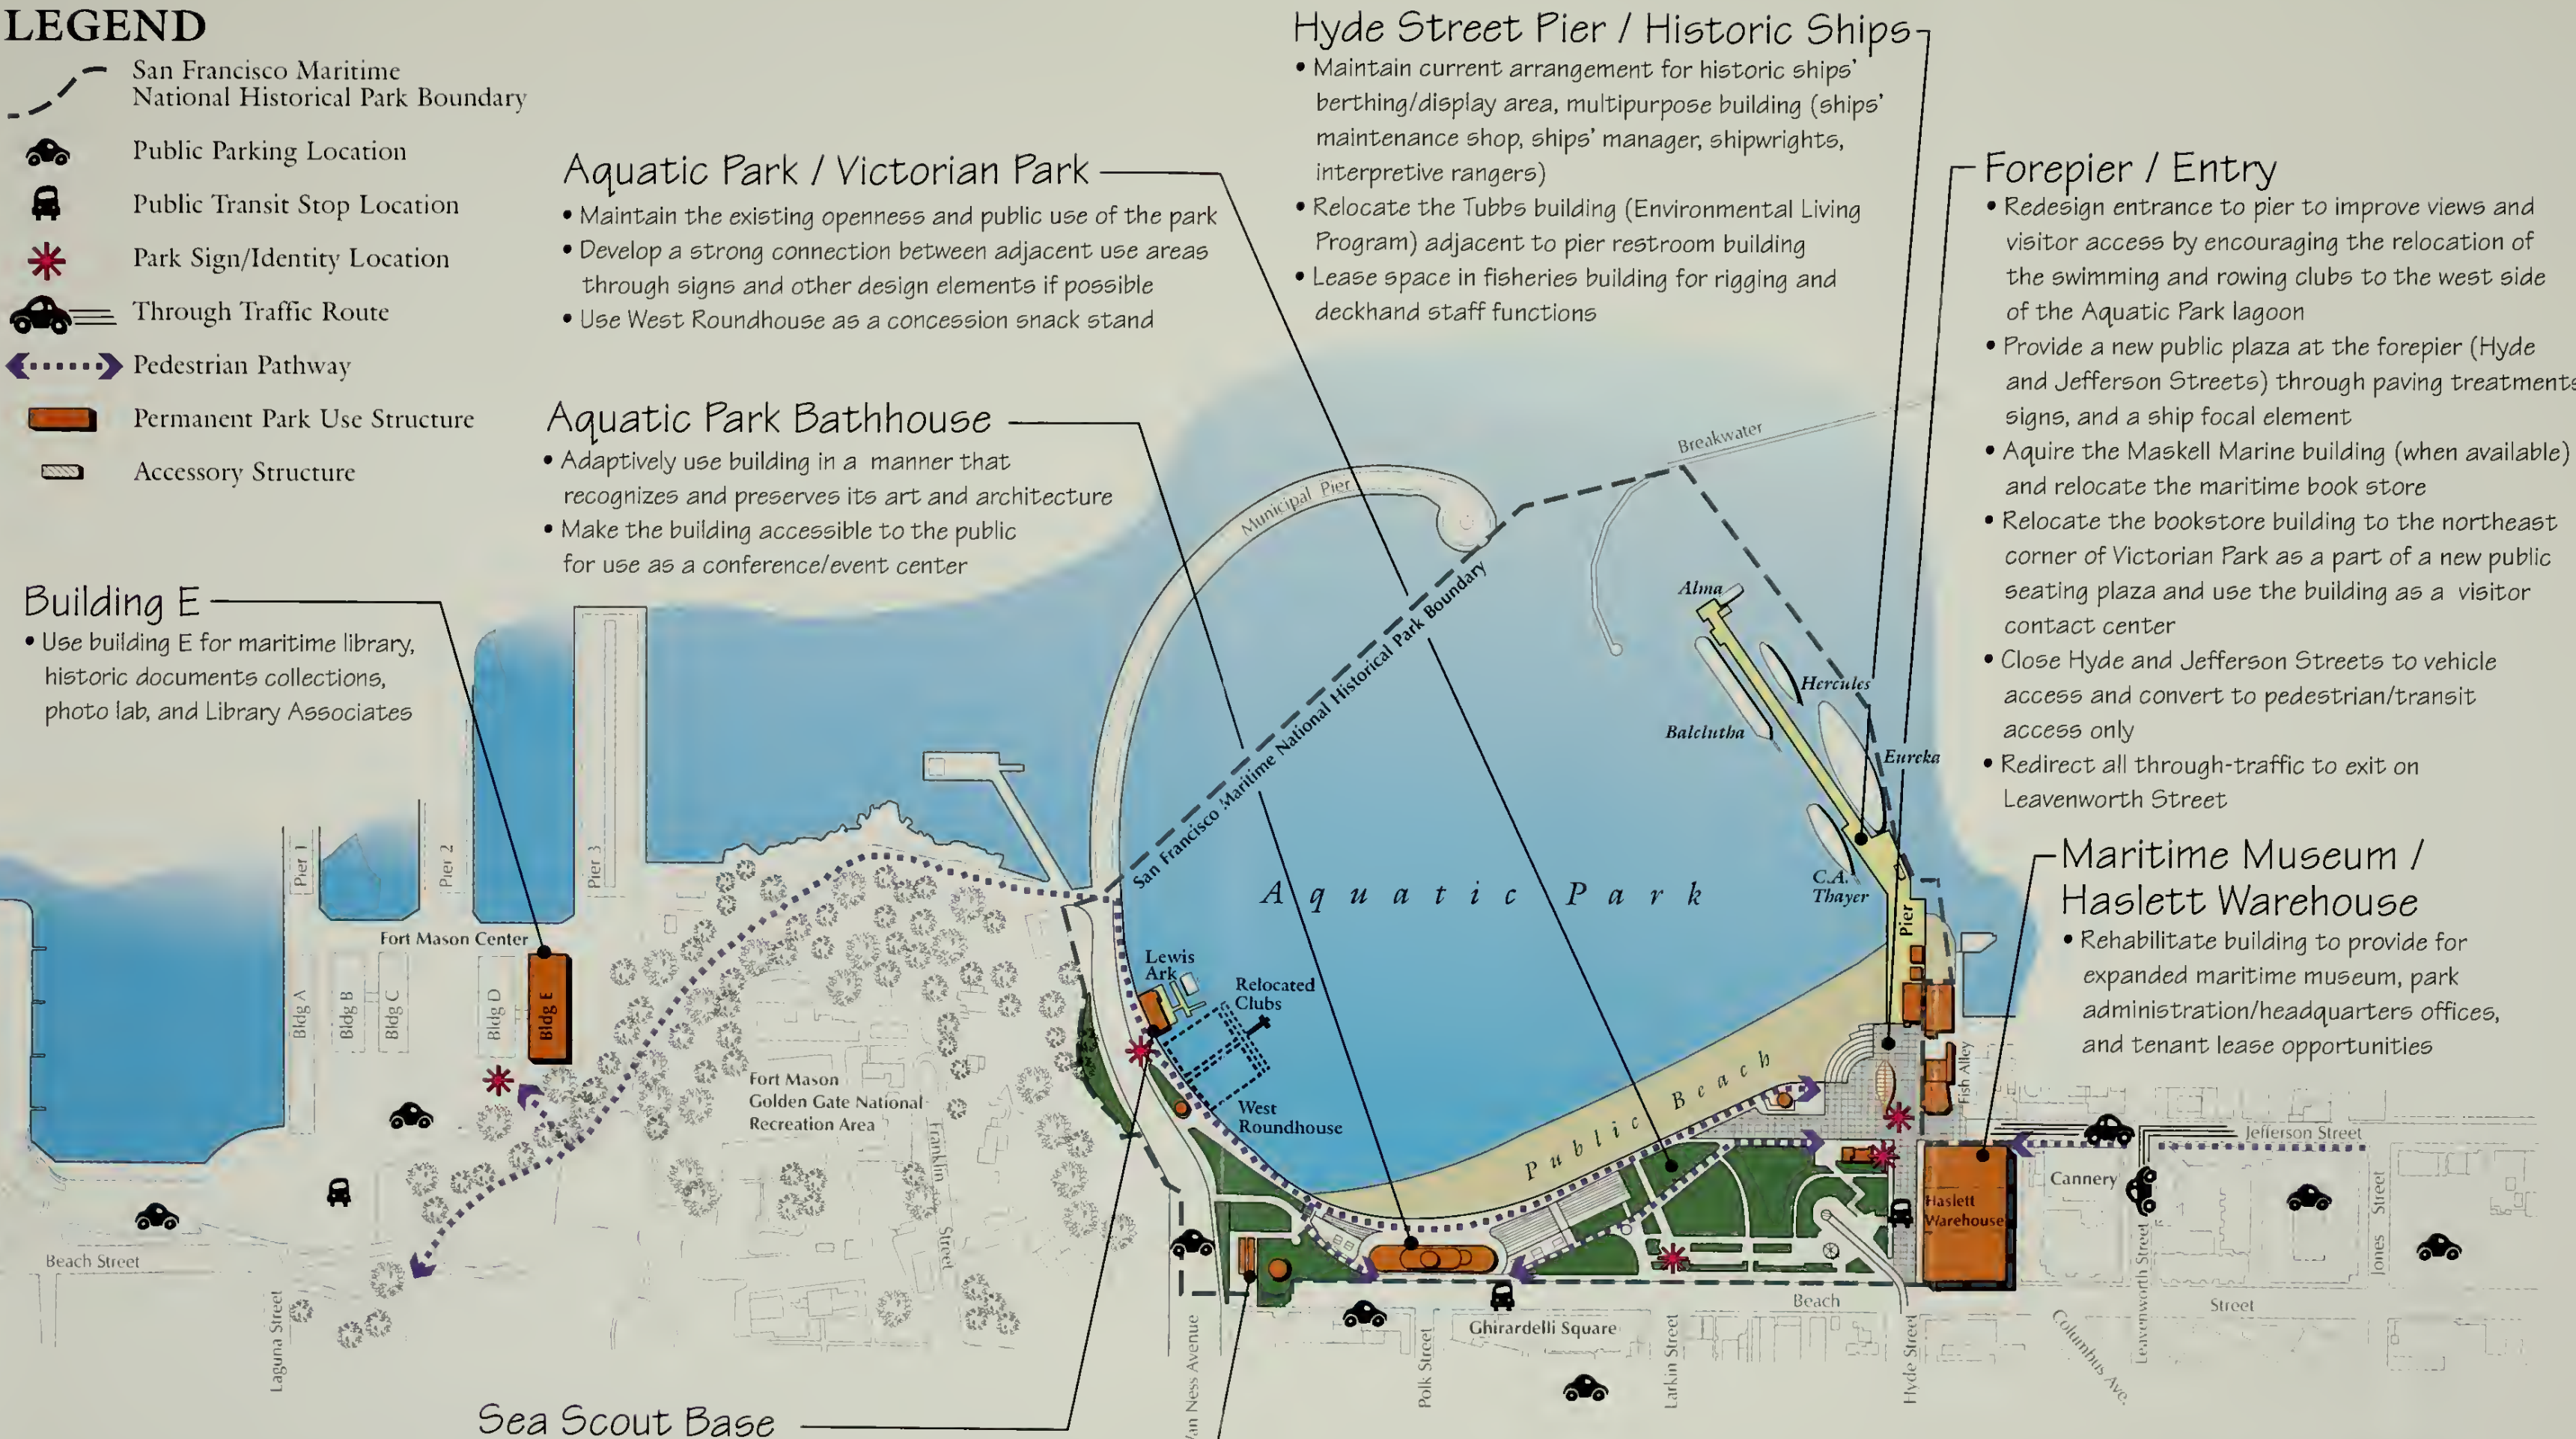 LEGEND
San Francisco Maritime
National Historical Park Boundary
Public Parking Location
Public Transit Stop Location
Park Sign/Identity Location
Through Traffic Route
Pedestrian Pathway
Permanent Park Use Structure
Accessory Structure
Aquatic Park / Victorian Park
• Maintain the existing openness and public use of the park
• Develop a strong connection between adjacent use areas
through signs and other design elements if possible
• Use West Roundhouse as a concession snack stand
Hyde Street Pier / Historic Ships
• Maintain current arrangement for historic ships'
berthing/display area, multipurpose building (ships'
maintenance shop, ships' manager, shipwrights,
interpretive rangers)
• Relocate the Tubbs building (Environmental Living
Program) adjacent to pier restroom building
• Lease space in fisheries building for rigging and
deckhand staff functions
Forepier / Entry
• Redesign entrance to pier to improve views and
visitor access by encouraging the relocation of
the swimming and rowing clubs to the west side
of the Aquatic Park lagoon
• Provide a new public plaza at the forepier (Hyde
and Jefferson Streets) through paving treatments
signs, and a ship focal element
• Aquire the Maskell Marine building (when available)
and relocate the maritime book store
• Relocate the bookstore building to the northeast
corner of Victorian Park as a part of a new public
seating plaza and use the building as a visitor
contact center
• Close Hyde and Jefferson Streets to vehicle
access and convert to pedestrian/transit
access only
• Redirect all through-traffic to exit on
Leavenworth Street
Aquatic Park Bathhouse
• Adaptively use building in a manner that
recognizes and preserves its art and architecture
• Make the building accessible to the public
for use as a conference/event center
Building E
• Use building E for maritime library,
historic documents collections,
photo lab, and Library Associates
Maritime Museum /
Haslett Warehouse
• Rehabilitate building to provide for
expanded maritime museum, park
administration/headquarters offices,
and tenant lease opportunities
Breakwater
Municipal Pier
San Francisco Maritime National Historical Park Boundary
Alma
Hercules
Balclutha
Eureka
C.A.
Thayer
Pier
Aquatic Park
Pier 1
Pier 2
Pier 3
Fort Mason Center
Bldg A
Bldg B
Bldg C
Bldg D
Bldg E
Lewis
Ark
Relocated
Clubs
West
Roundhouse
Fort Mason
Golden Gate National
Recreation Area
Franklin
Street
Public Beach
Fish Alley
Jefferson Street
Cannery
Haslett
Warehouse
Beach Street
Laguna Street
Van Ness Avenue
Polk Street
Ghirardelli Square
Larkin Street
Beach
Street
Hyde Street
Columbus Ave.
Leavenworth Street
Jones Street
Sea Scout Base